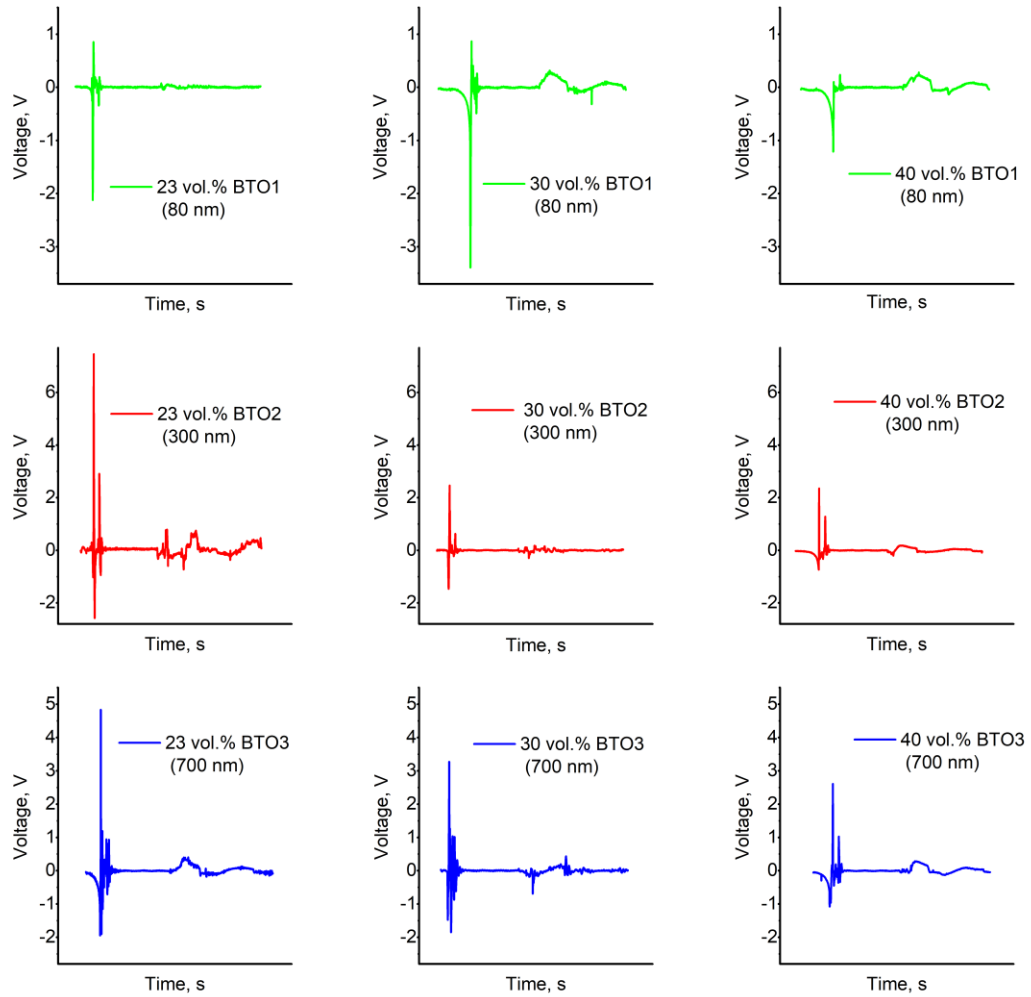 1
0
-1
-2
-3
Voltage, V
23 vol.% BTO1
(80 nm)
Time, s
1
0
-1
-2
-3
Voltage, V
30 vol.% BTO1
(80 nm)
Time, s
1
0
-1
-2
-3
Voltage, V
40 vol.% BTO1
(80 nm)
Time, s
6
4
2
0
-2
Voltage, V
23 vol.% BTO2
(300 nm)
Time, s
6
4
2
0
-2
Voltage, V
30 vol.% BTO2
(300 nm)
Time, s
6
4
2
0
-2
Voltage, V
40 vol.% BTO2
(300 nm)
Time, s
5
4
3
2
1
0
-1
-2
Voltage, V
23 vol.% BTO3
(700 nm)
Time, s
5
4
3
2
1
0
-1
-2
Voltage, V
30 vol.% BTO3
(700 nm)
Time, s
5
4
3
2
1
0
-1
-2
Voltage, V
40 vol.% BTO3
(700 nm)
Time, s